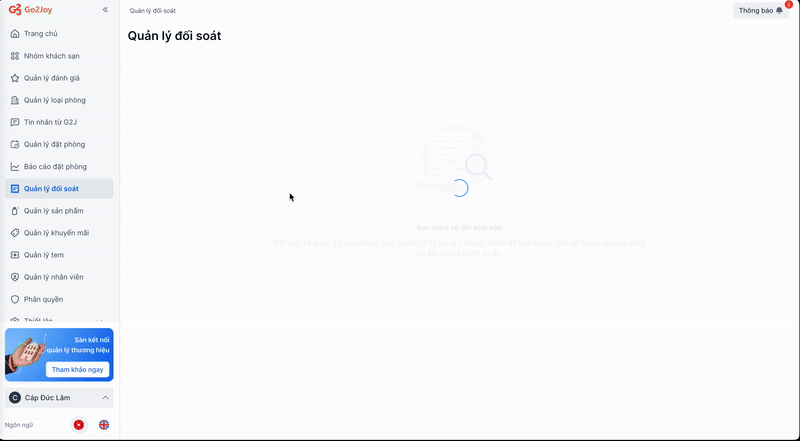 Go2Joy
Quản lý đối soát
Thông báo
Quản lý đối soát
Trang chủ
Nhóm khách sạn
Quản lý đánh giá
Quản lý loại phòng
Tin nhắn từ G2J
Quản lý đặt phòng
Báo cáo đặt phòng
Quản lý đối soát
Quản lý sản phẩm
Quản lý khuyến mãi
Quản lý tem
Quản lý nhân viên
Phân quyền
Thiết lập
Bạn chưa có đối soát nào
Sàn kết nối
quản lý thương hiệu
Tham khảo ngay
C Cáp Đức Lâm
Ngôn ngữ